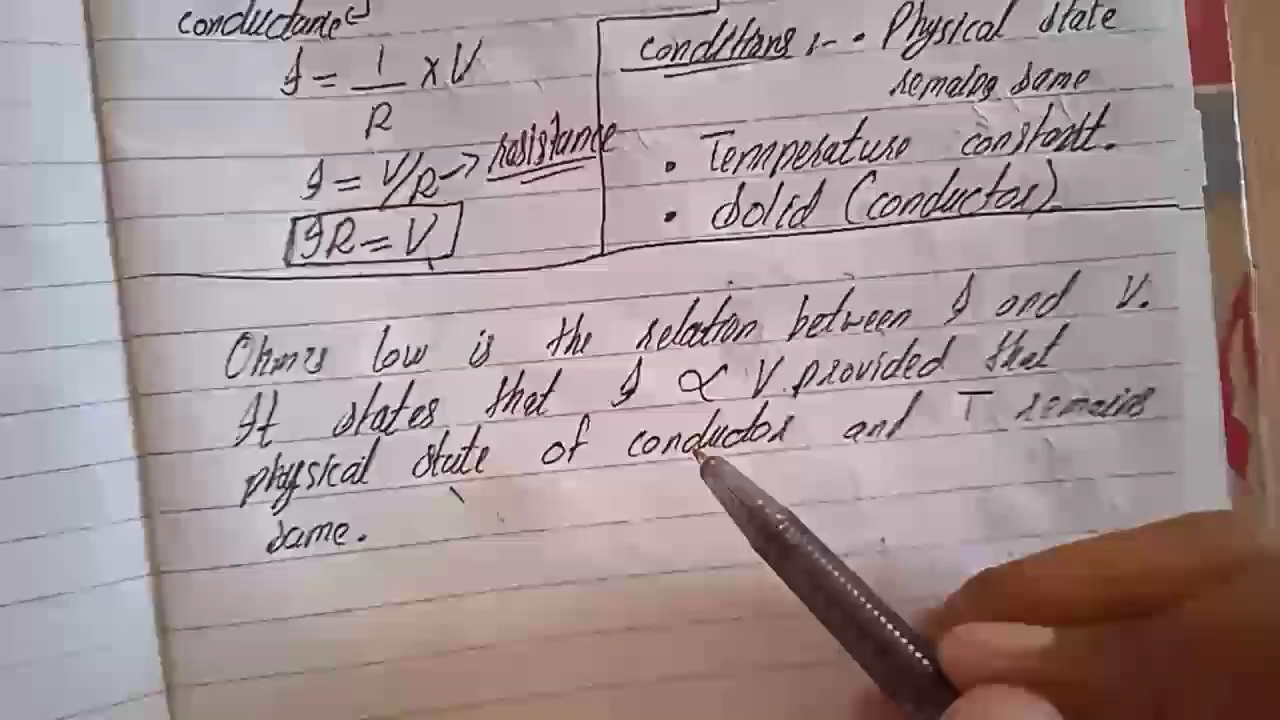 conductance
I = 1/R × V
I = V/R → resistance
IR = V
conditions :- • Physical state
remains same
• Temperature constant.
• Solid (conductor)
Ohm's law is the relation between I and V.
It states that I ∝ V provided that
physical state of conductor and T remains
same.